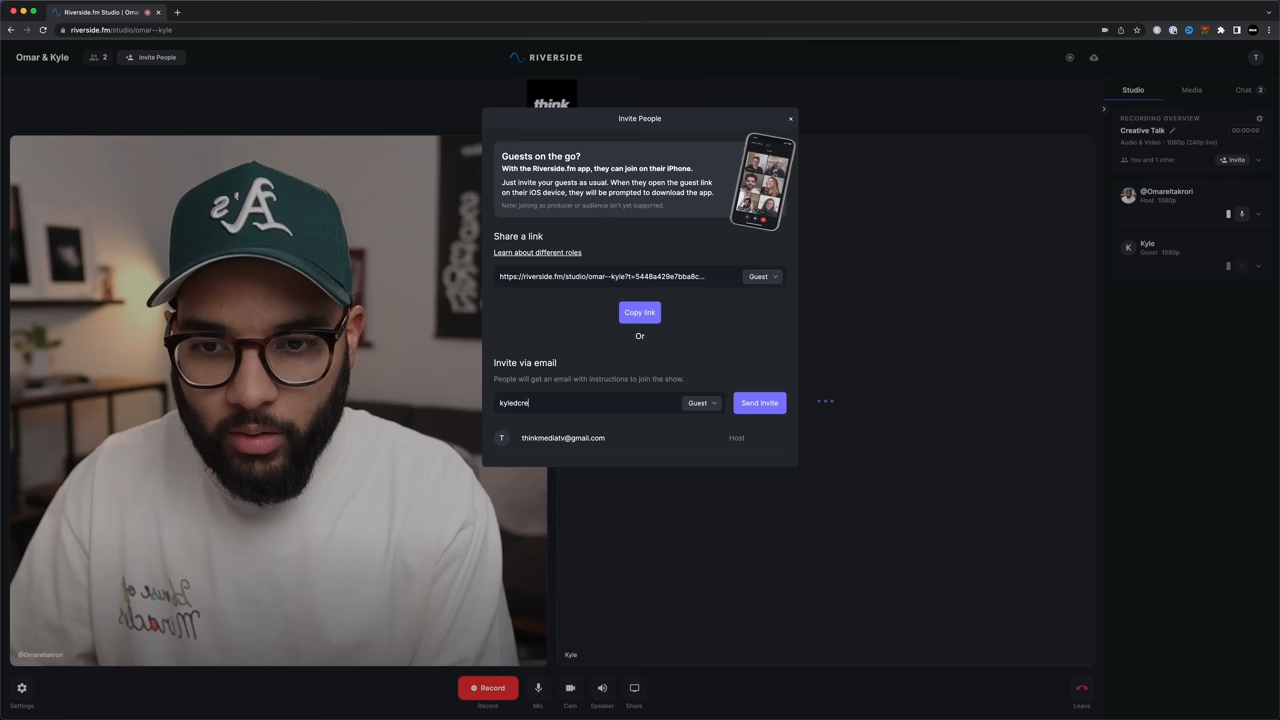 Riverside.fm Studio | Oma
riverside.fm/studio/omar--kyle
Omar & Kyle
2
Invite People
RIVERSIDE
T
think
Studio
Media
Chat 2
RECORDING OVERVIEW
Creative Talk
00:00:00
Audio & Video - 1080p (240p live)
You and 1 other
Invite
@Omareltakrori
Host 1080p
K
Kyle
Guest 1080p
Invite People
Guests on the go?
With the Riverside.fm app, they can join on their iPhone.
Just invite your guests as usual. When they open the guest link
on their iOS device, they will be prompted to download the app.
Note: joining as producer or audience isn't yet supported.
Share a link
Learn about different roles
https://riverside.fm/studio/omar--kyle?t=5448a429e7bba8c...
Guest
Copy link
Or
Invite via email
People will get an email with instructions to join the show.
kyledcre
Guest
Send invite
T
thinkmediatv@gmail.com
Host
A's
House of
Miracles
@Omareltakrori
Kyle
Settings
Record
Record
Mic
Cam
Speaker
Share
Leave